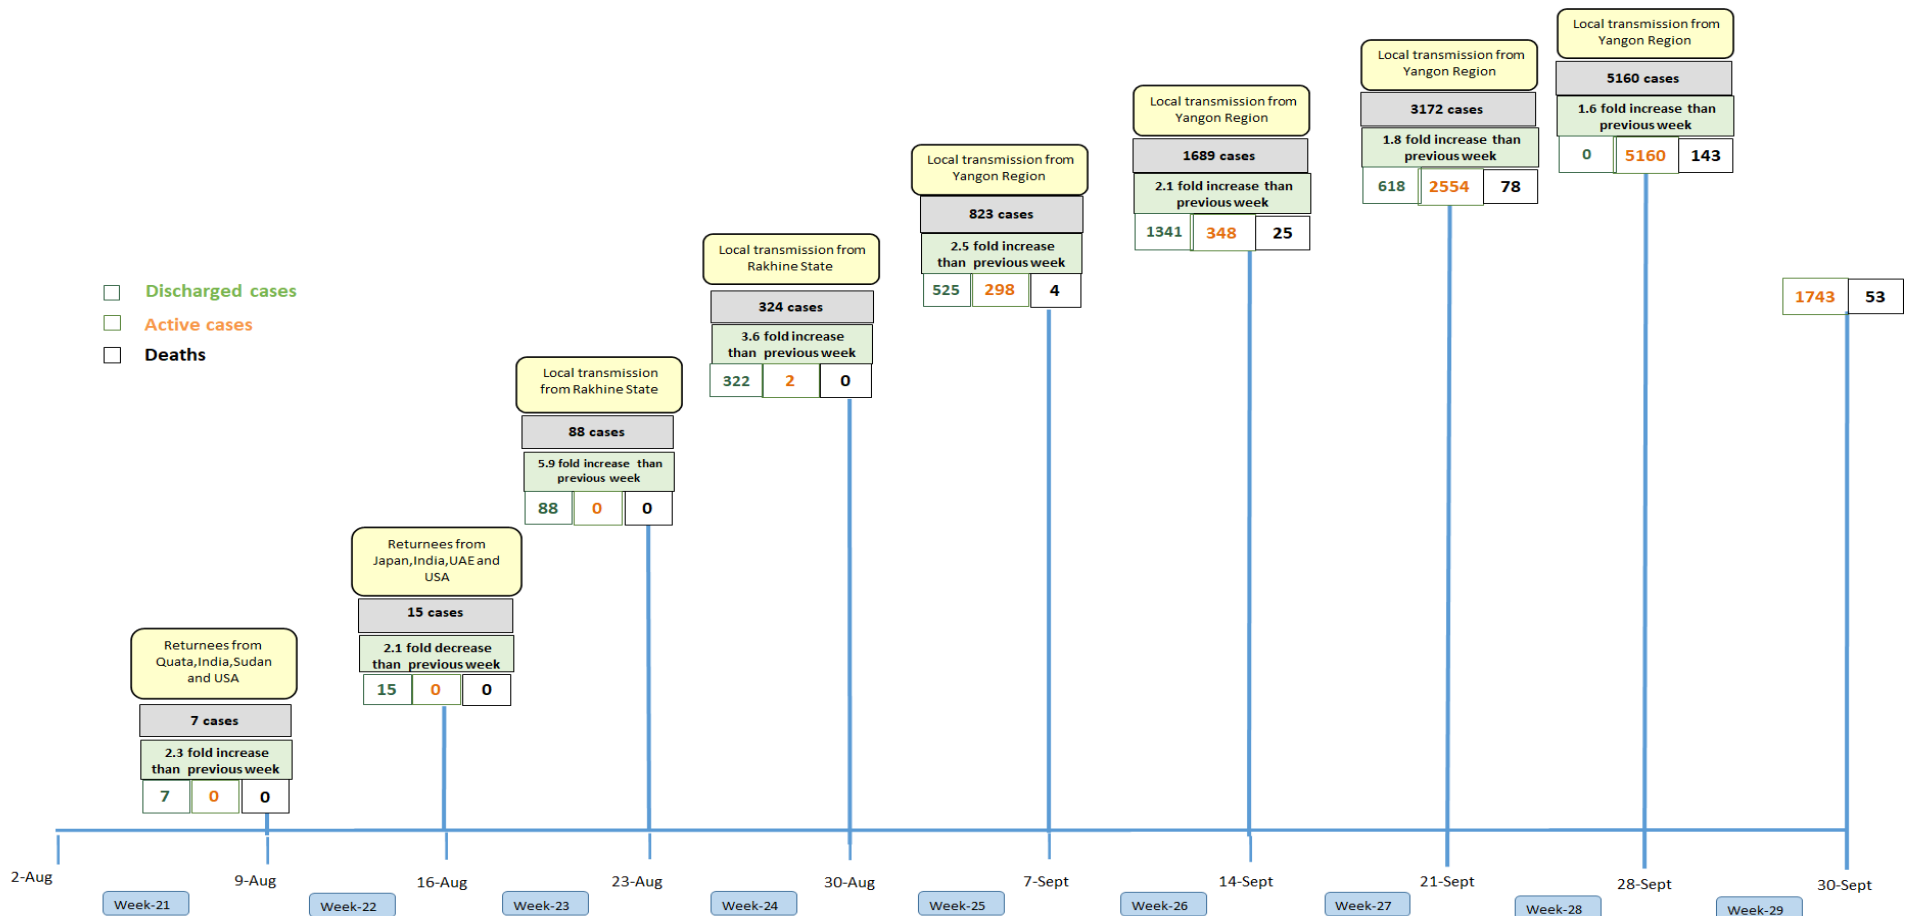 Discharged cases
Active cases
Deaths
Returnees from
Quata,India,Sudan
and USA
7 cases
2.3 fold increase
than previous week
7 0 0
Returnees from
Japan,India,UAE and
USA
15 cases
2.1 fold decrease
than previous week
15 0 0
Local transmission
from Rakhine State
88 cases
5.9 fold increase than
previous week
88 0 0
Local transmission from
Rakhine State
324 cases
3.6 fold increase
than previous week
322 2 0
Local transmission from
Yangon Region
823 cases
2.5 fold increase
than previous week
525 298 4
Local transmission from
Yangon Region
1689 cases
2.1 fold increase than
previous week
1341 348 25
Local transmission from
Yangon Region
3172 cases
1.8 fold increase than
previous week
618 2554 78
Local transmission from
Yangon Region
5160 cases
1.6 fold increase than
previous week
0 5160 143
1743 53
2-Aug 9-Aug 16-Aug 23-Aug 30-Aug 7-Sept 14-Sept 21-Sept 28-Sept 30-Sept
Week-21 Week-22 Week-23 Week-24 Week-25 Week-26 Week-27 Week-28 Week-29